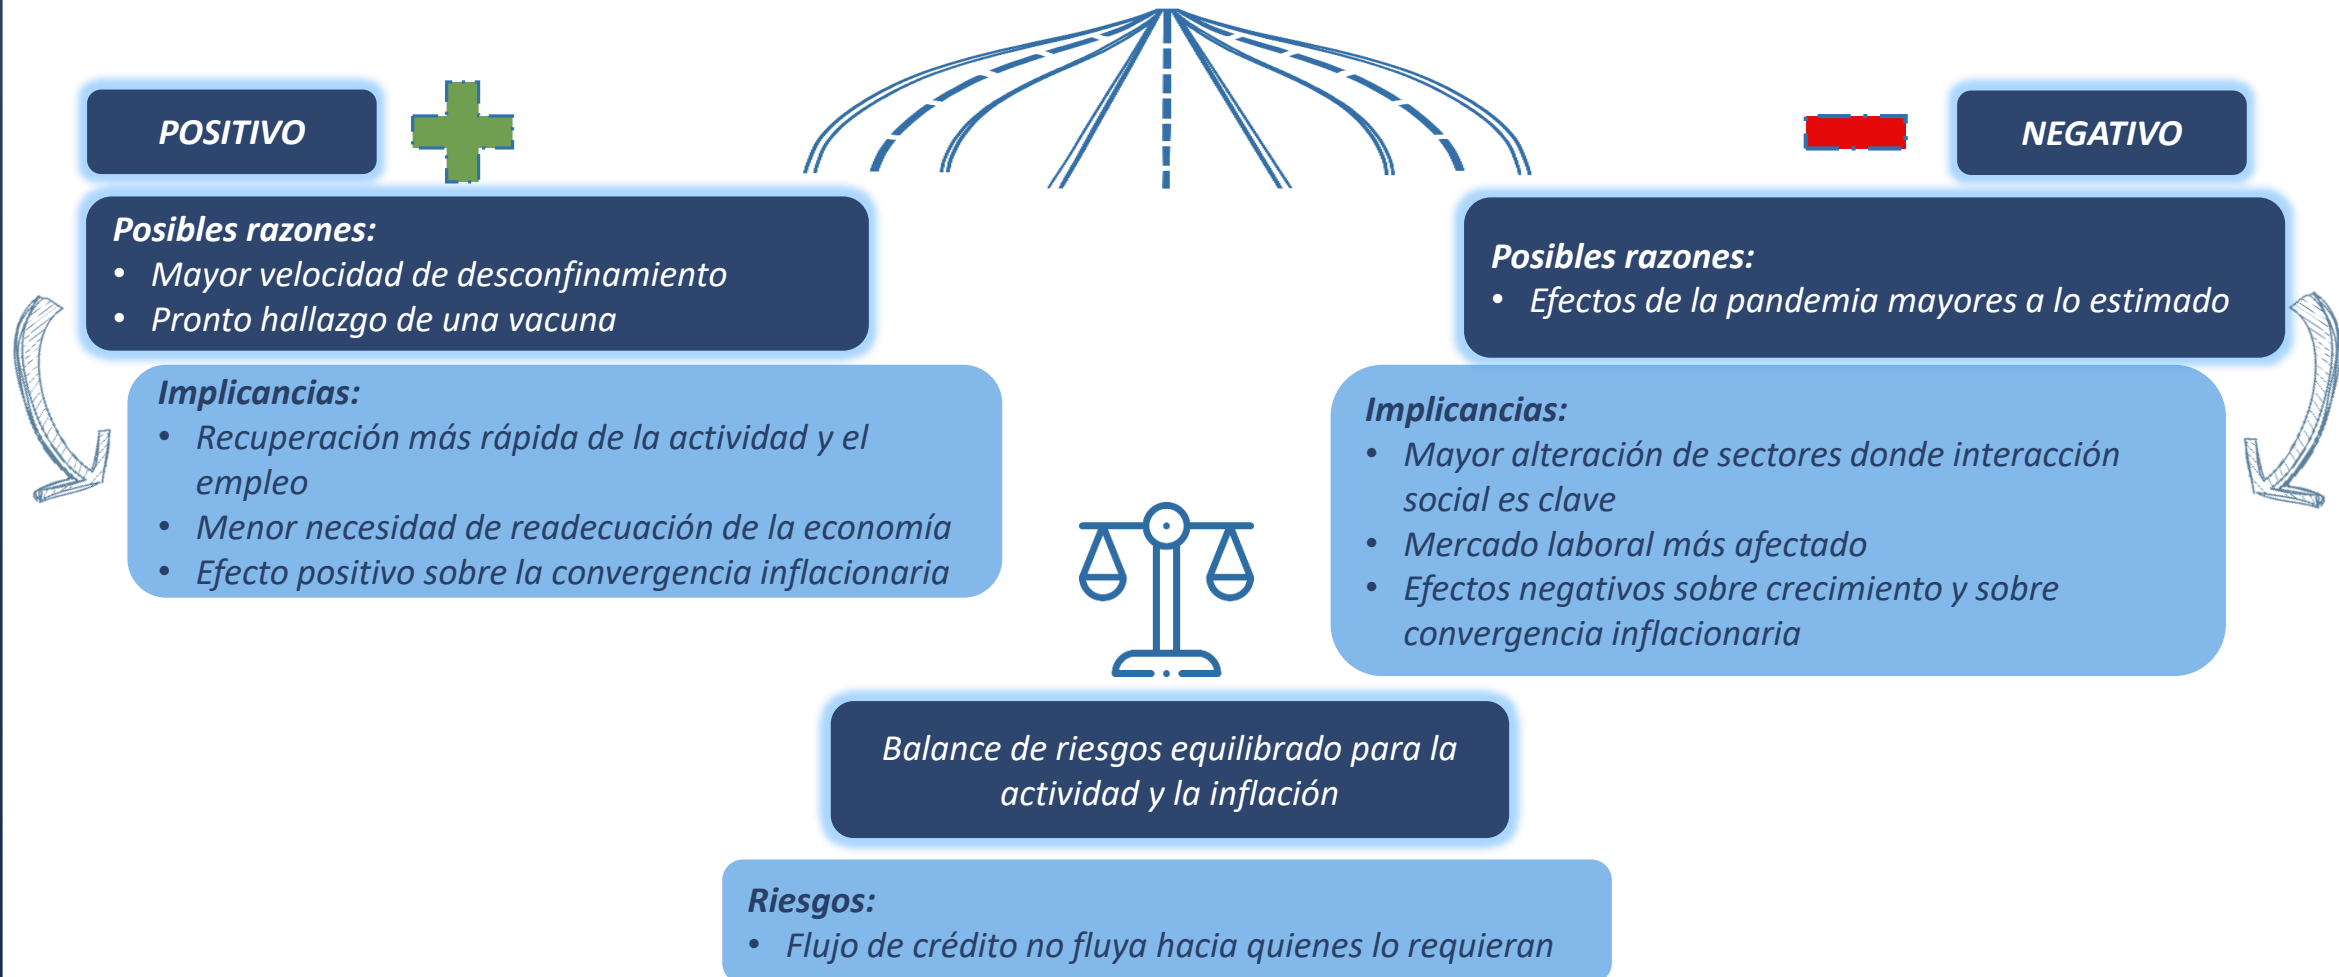 POSITIVO
Posibles razones:
• Mayor velocidad de desconfinamiento
• Pronto hallazgo de una vacuna
Implicancias:
• Recuperación más rápida de la actividad y el
empleo
• Menor necesidad de readecuación de la economía
• Efecto positivo sobre la convergencia inflacionaria
NEGATIVO
Posibles razones:
• Efectos de la pandemia mayores a lo estimado
Implicancias:
• Mayor alteración de sectores donde interacción
social es clave
• Mercado laboral más afectado
• Efectos negativos sobre crecimiento y sobre
convergencia inflacionaria
Balance de riesgos equilibrado para la
actividad y la inflación
Riesgos:
• Flujo de crédito no fluya hacia quienes lo requieran